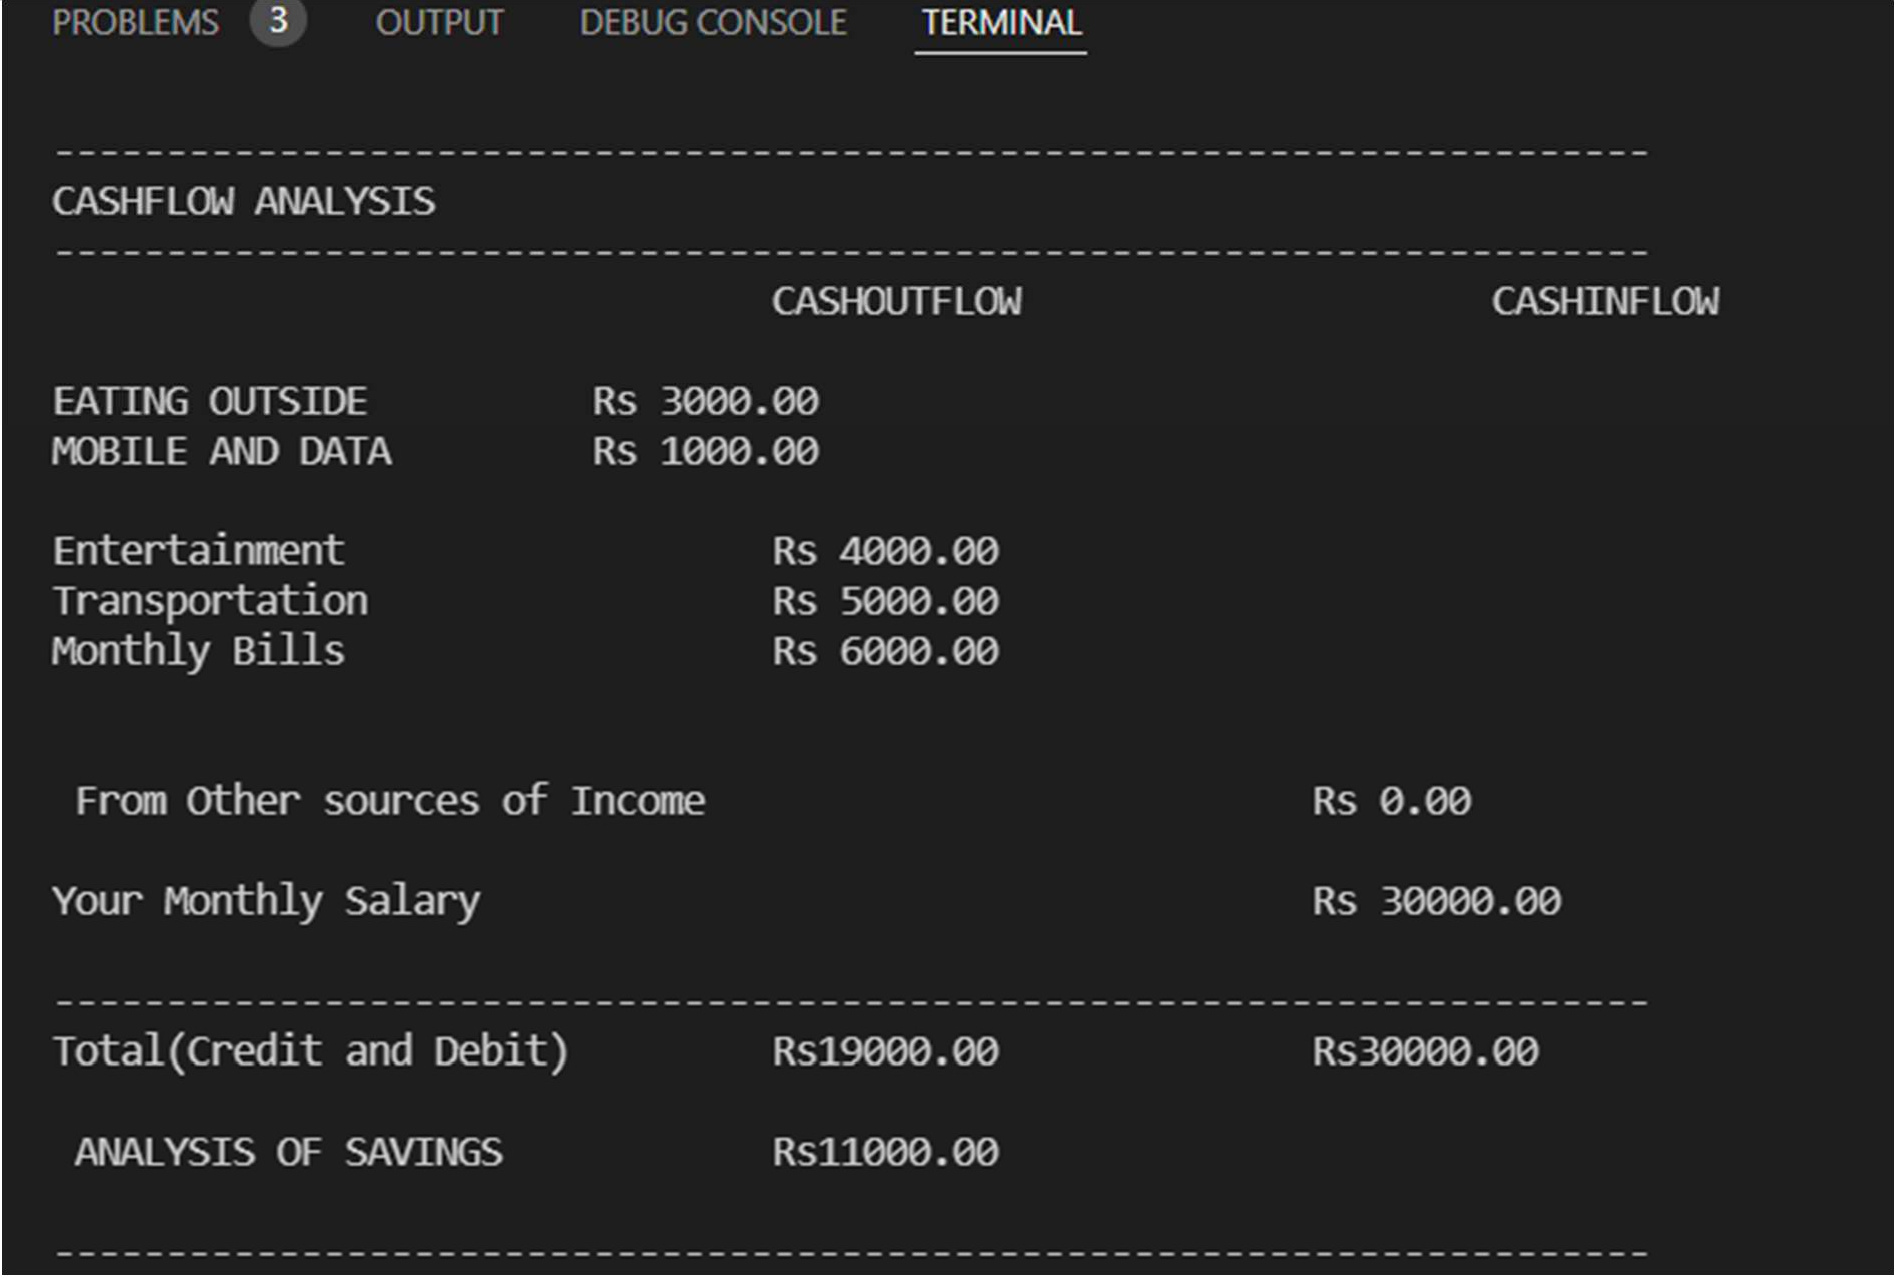 PROBLEMS 3 OUTPUT DEBUG CONSOLE TERMINAL
-----------------------------------------------------------------------
CASHFLOW ANALYSIS
-----------------------------------------------------------------------
CASHOUTFLOW CASHINFLOW
EATING OUTSIDE Rs 3000.00
MOBILE AND DATA Rs 1000.00
Entertainment Rs 4000.00
Transportation Rs 5000.00
Monthly Bills Rs 6000.00
From Other sources of Income Rs 0.00
Your Monthly Salary Rs 30000.00
-----------------------------------------------------------------------
Total(Credit and Debit) Rs19000.00 Rs30000.00
ANALYSIS OF SAVINGS Rs11000.00
-----------------------------------------------------------------------